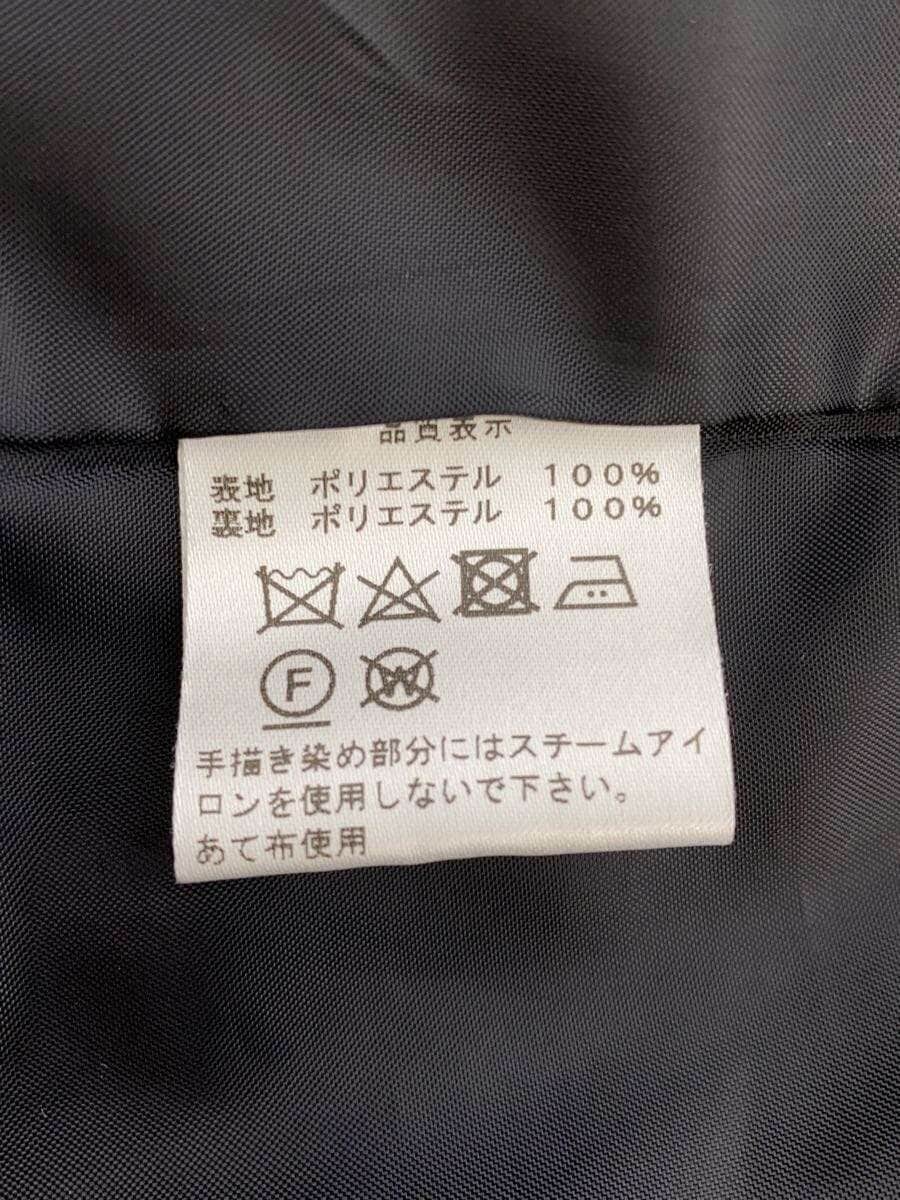 品質表示
表地 ポリエステル 100%
裏地 ポリエステル 100%
F W
手描き染め部分にはスチームアイ
ロンを使用しないで下さい。
あて布使用